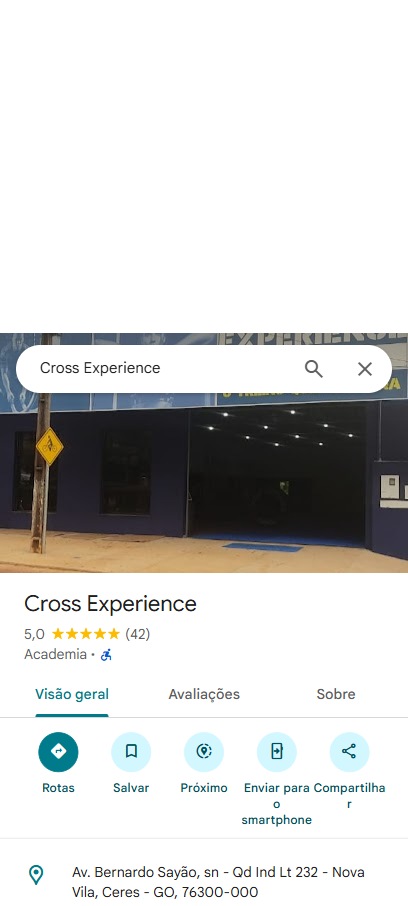 EXPERIENCE
Cross Experience
Cross Experience
5,0 (42)
Academia ·
Visão geral Avaliações Sobre
Rotas Salvar Próximo Enviar para o smartphone Compartilhar
Av. Bernardo Sayão, sn - Qd Ind Lt 232 - Nova
Vila, Ceres - GO, 76300-000